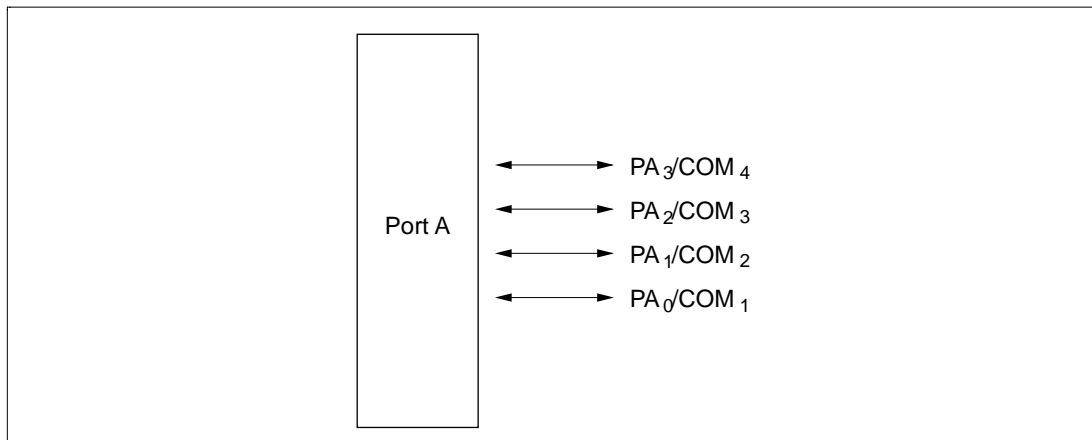 PA₃/COM₄
PA₂/COM₃
Port A
PA₁/COM₂
PA₀/COM₁